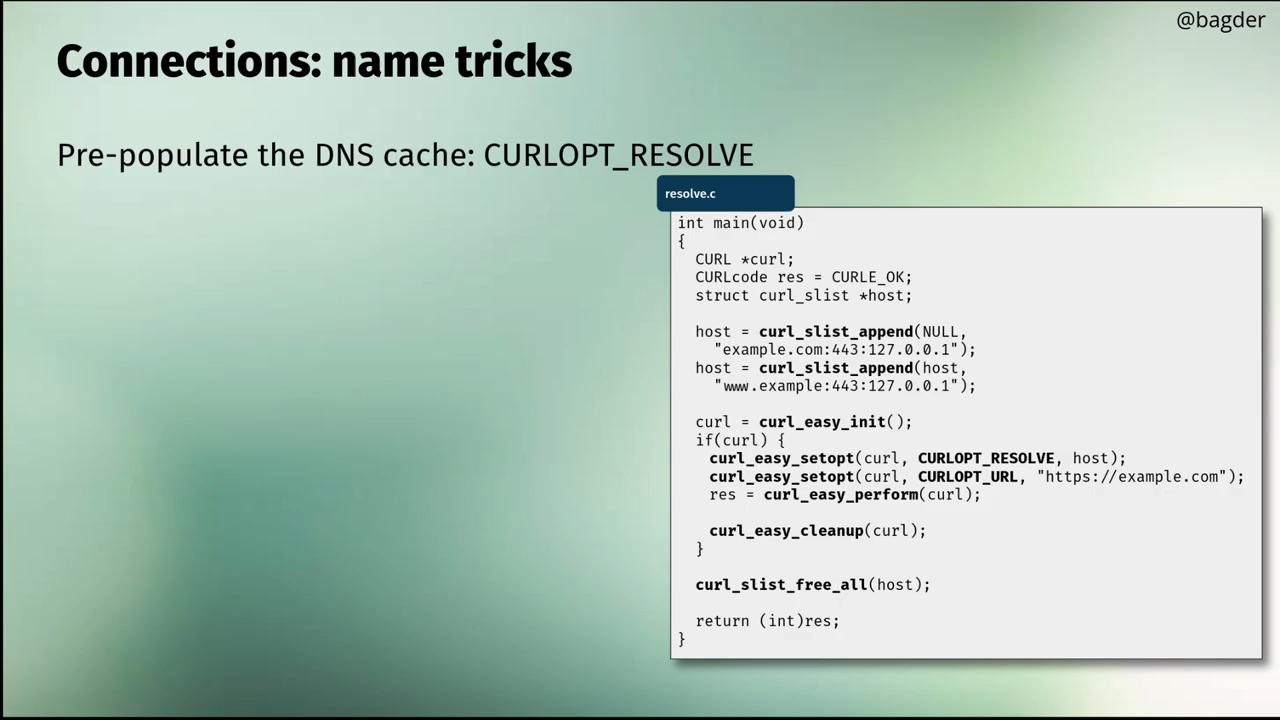 @bagder
Connections: name tricks
Pre-populate the DNS cache: CURLOPT_RESOLVE
resolve.c
int main(void)
{
  CURL *curl;
  CURLcode res = CURLE_OK;
  struct curl_slist *host;

  host = curl_slist_append(NULL,
    "example.com:443:127.0.0.1");
  host = curl_slist_append(host,
    "www.example:443:127.0.0.1");

  curl = curl_easy_init();
  if(curl) {
    curl_easy_setopt(curl, CURLOPT_RESOLVE, host);
    curl_easy_setopt(curl, CURLOPT_URL, "https://example.com");
    res = curl_easy_perform(curl);

    curl_easy_cleanup(curl);
  }

  curl_slist_free_all(host);

  return (int)res;
}